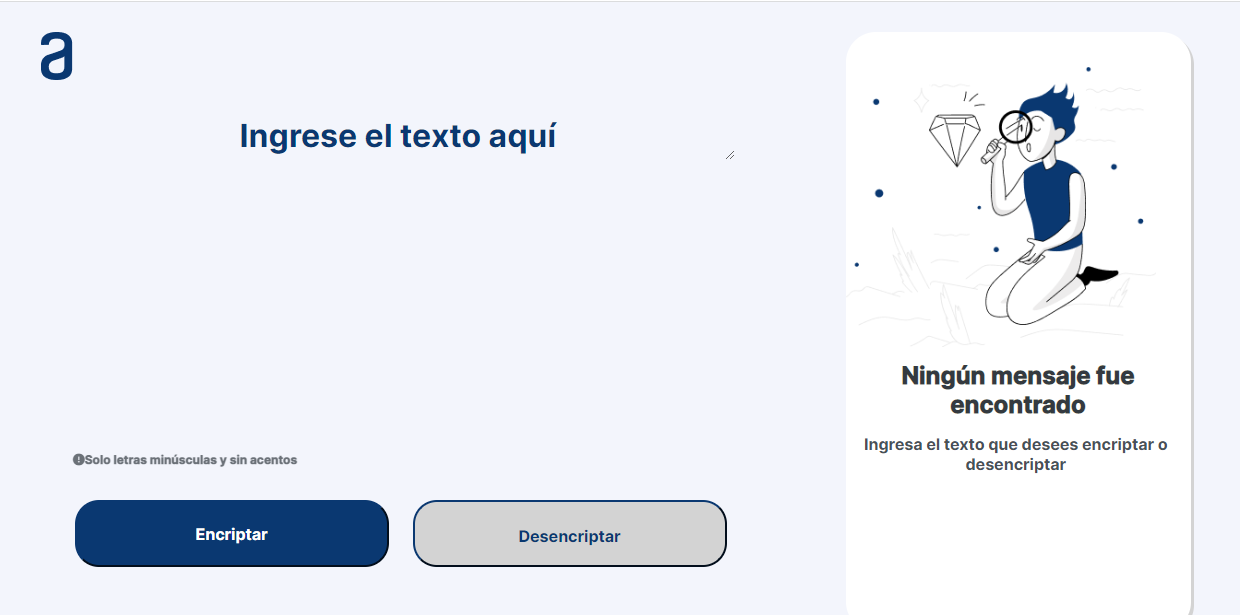 a
Ingrese el texto aquí
Solo letras minúsculas y sin acentos
Encriptar
Desencriptar
Ningún mensaje fue
encontrado
Ingresa el texto que desees encriptar o
desencriptar